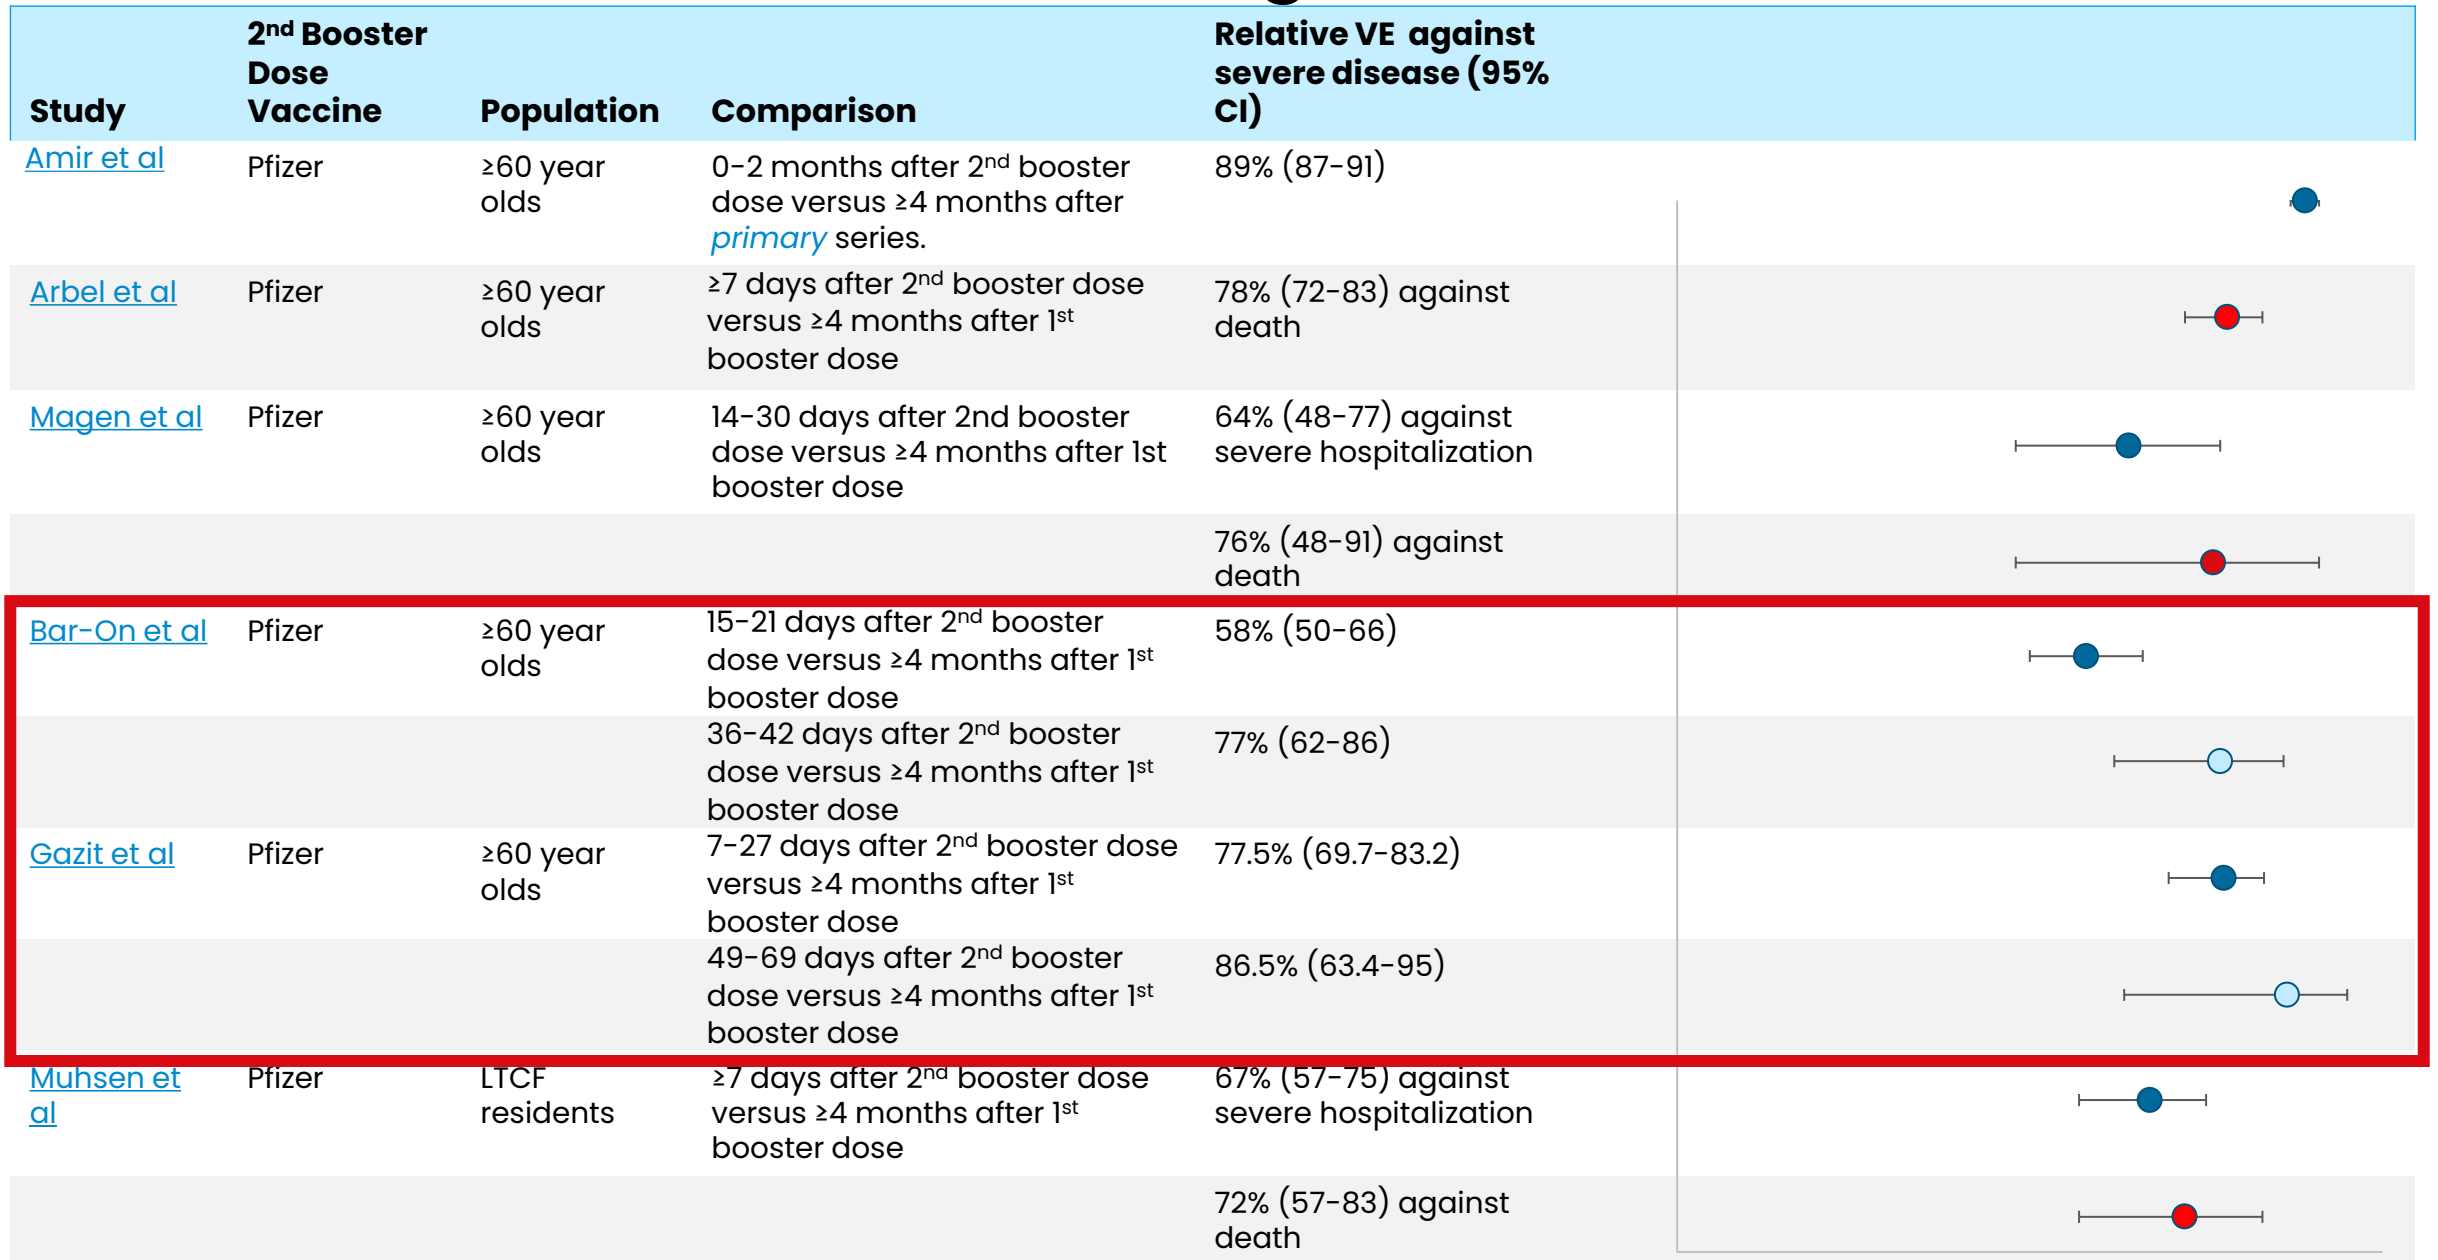 Study
2nd Booster
Dose
Vaccine
Population
Comparison
Relative VE against
severe disease (95%
CI)
Amir et al
Pfizer
≥60 year
olds
0-2 months after 2nd booster
dose versus ≥4 months after
primary series.
89% (87-91)
Arbel et al
Pfizer
≥60 year
olds
≥7 days after 2nd booster dose
versus ≥4 months after 1st
booster dose
78% (72-83) against
death
Magen et al
Pfizer
≥60 year
olds
14-30 days after 2nd booster
dose versus ≥4 months after 1st
booster dose
64% (48-77) against
severe hospitalization
76% (48-91) against
death
Bar-On et al
Pfizer
≥60 year
olds
15-21 days after 2nd booster
dose versus ≥4 months after 1st
booster dose
58% (50-66)
36-42 days after 2nd booster
dose versus ≥4 months after 1st
booster dose
77% (62-86)
Gazit et al
Pfizer
≥60 year
olds
7-27 days after 2nd booster dose
versus ≥4 months after 1st
booster dose
77.5% (69.7-83.2)
49-69 days after 2nd booster
dose versus ≥4 months after 1st
booster dose
86.5% (63.4-95)
Muhsen et
al
Pfizer
LTCF
residents
≥7 days after 2nd booster dose
versus ≥4 months after 1st
booster dose
67% (57-75) against
severe hospitalization
72% (57-83) against
death